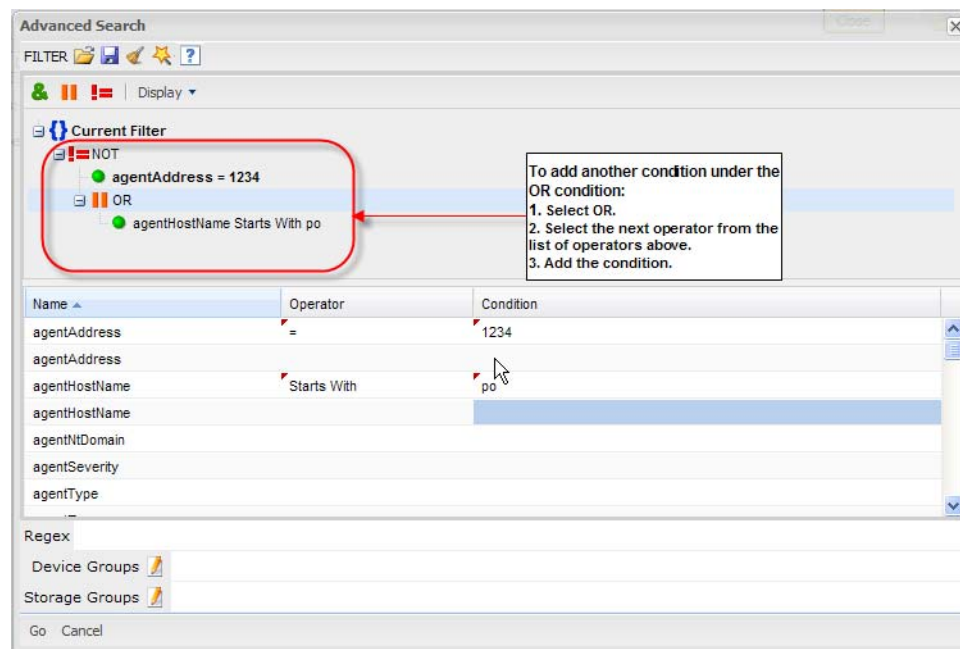 Advanced Search
Close
FILTER
Display
Current Filter
NOT
agentAddress = 1234
OR
agentHostName Starts With po
To add another condition under the
OR condition:
1. Select OR.
2. Select the next operator from the
list of operators above.
3. Add the condition.
Name Operator Condition
agentAddress = 1234
agentAddress
agentHostName Starts With po
agentHostName
agentNtDomain
agentSeverity
agentType
Regex
Device Groups
Storage Groups
Go Cancel